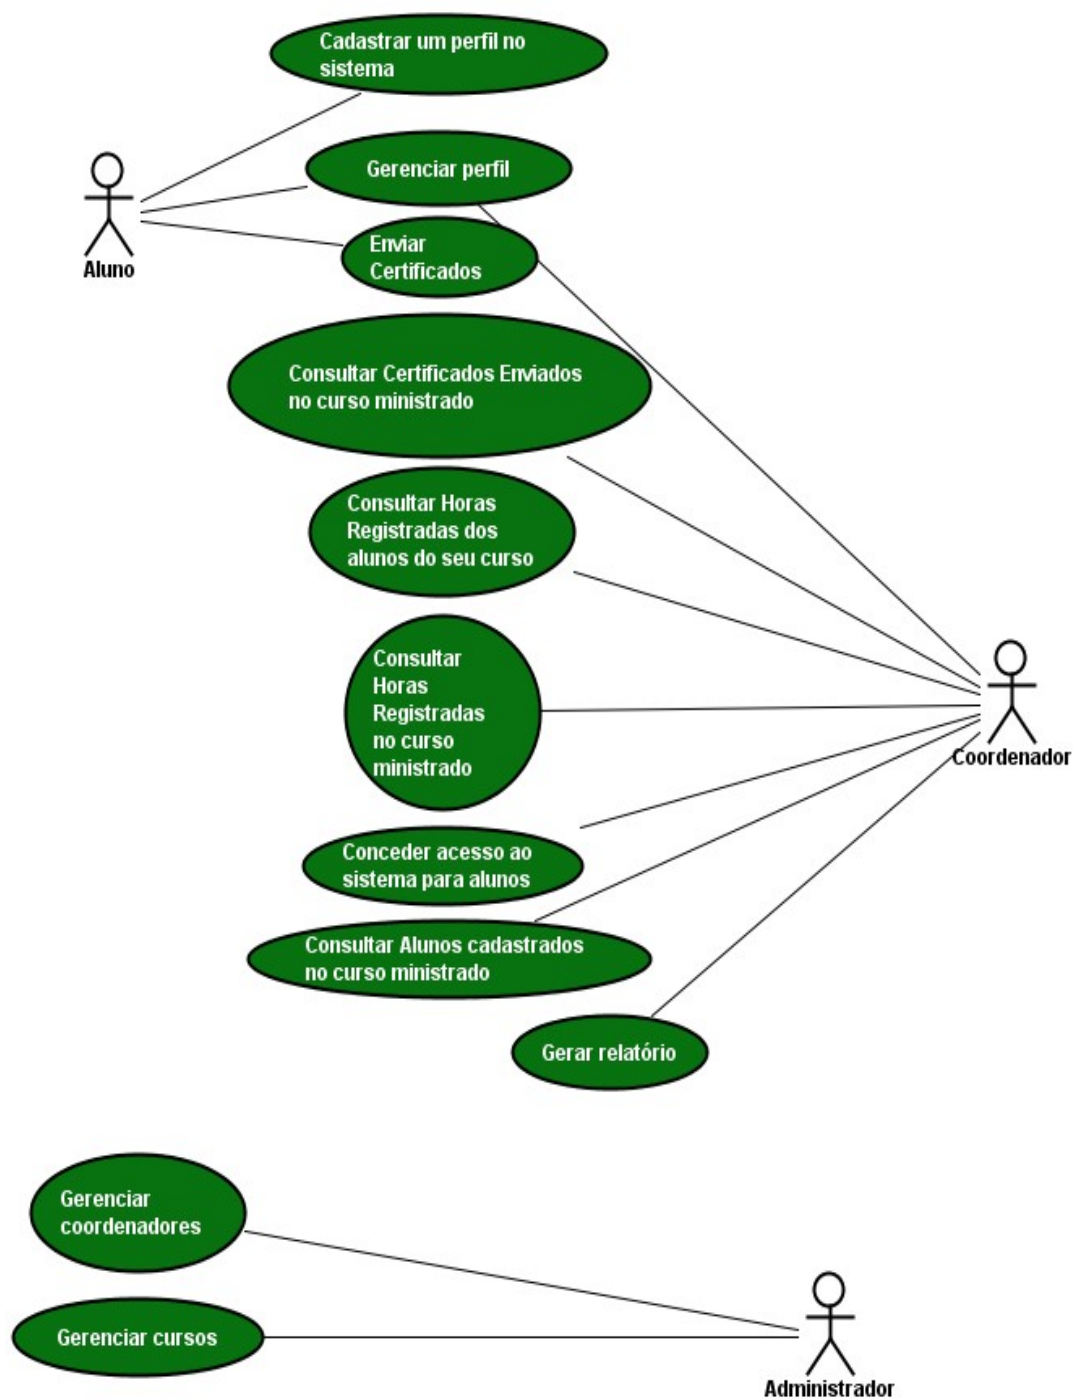 Cadastrar um perfil no
sistema
Gerenciar perfil
Aluno
Enviar
Certificados
Consultar Certificados Enviados
no curso ministrado
Consultar Horas
Registradas dos
alunos do seu curso
Consultar
Horas
Registradas
no curso
ministrado
Coordenador
Conceder acesso ao
sistema para alunos
Consultar Alunos cadastrados
no curso ministrado
Gerar relatório
Gerenciar
coordenadores
Gerenciar cursos
Administrador